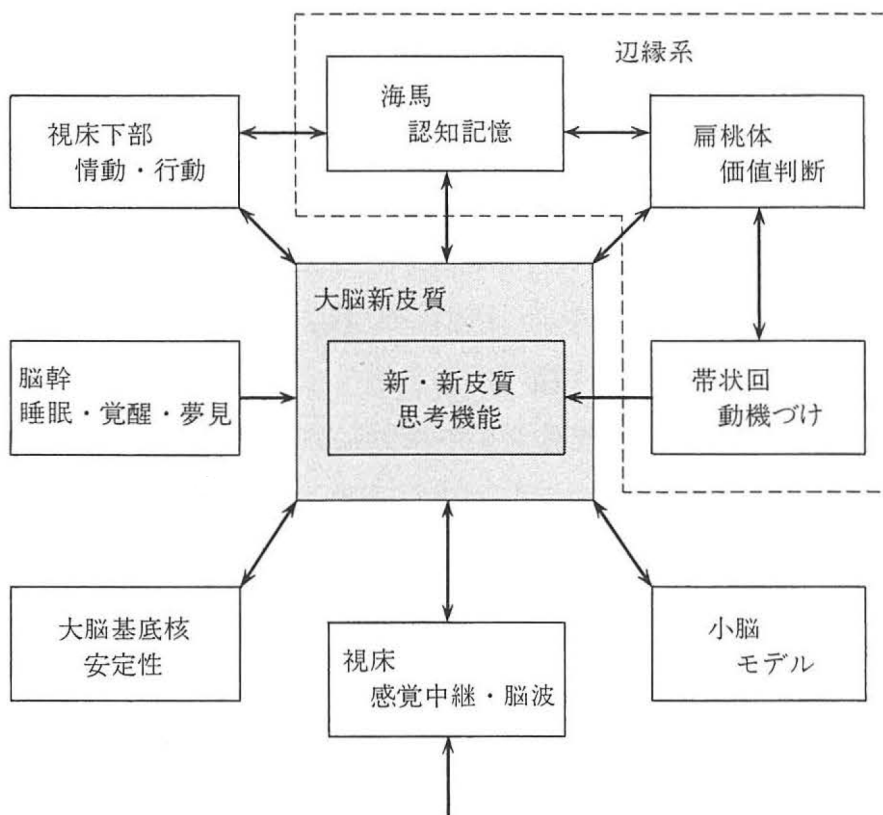 辺縁系
海馬
認知記憶
視床下部
情動・行動
扁桃体
価値判断
大脳新皮質
新・新皮質
思考機能
脳幹
睡眠・覚醒・夢見
帯状回
動機づけ
大脳基底核
安定性
視床
感覚中継・脳波
小脳
モデル